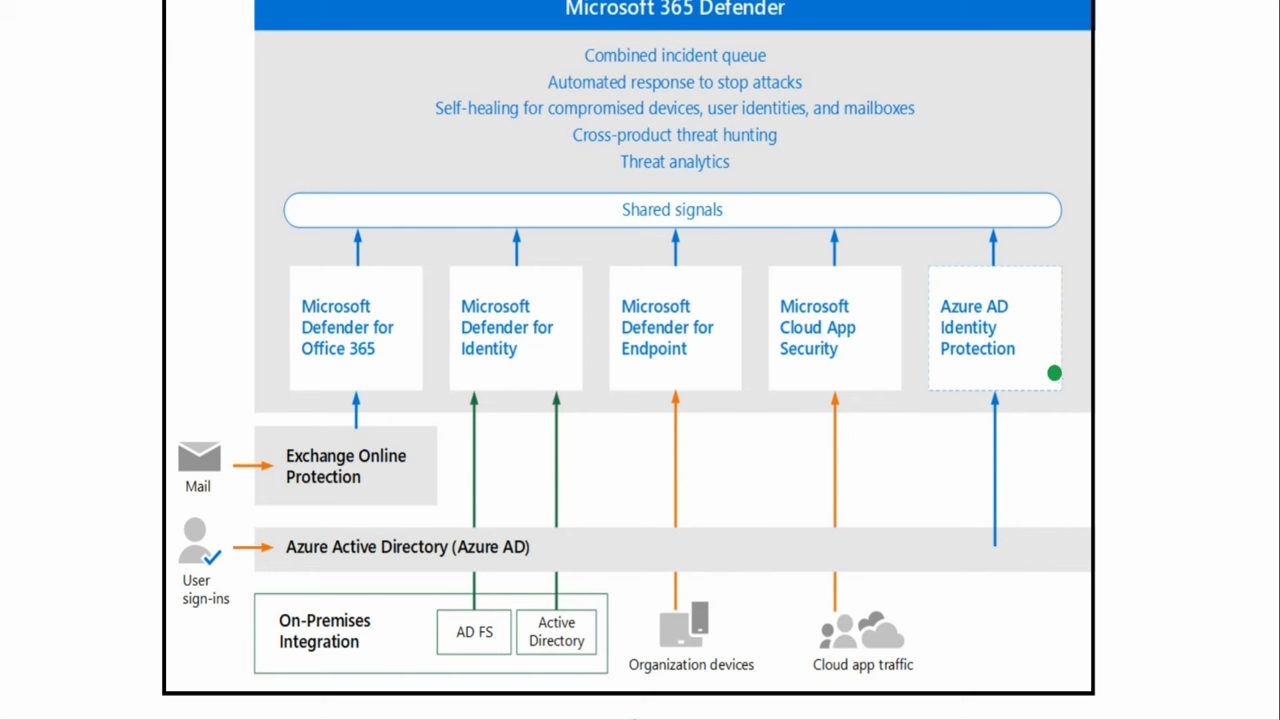 Microsoft 365 Defender
Combined incident queue
Automated response to stop attacks
Self-healing for compromised devices, user identities, and mailboxes
Cross-product threat hunting
Threat analytics
Shared signals
Microsoft
Defender for
Office 365
Microsoft
Defender for
Identity
Microsoft
Defender for
Endpoint
Microsoft
Cloud App
Security
Azure AD
Identity
Protection
Mail
Exchange Online
Protection
User
sign-ins
Azure Active Directory (Azure AD)
On-Premises
Integration
AD FS
Active
Directory
Organization devices
Cloud app traffic